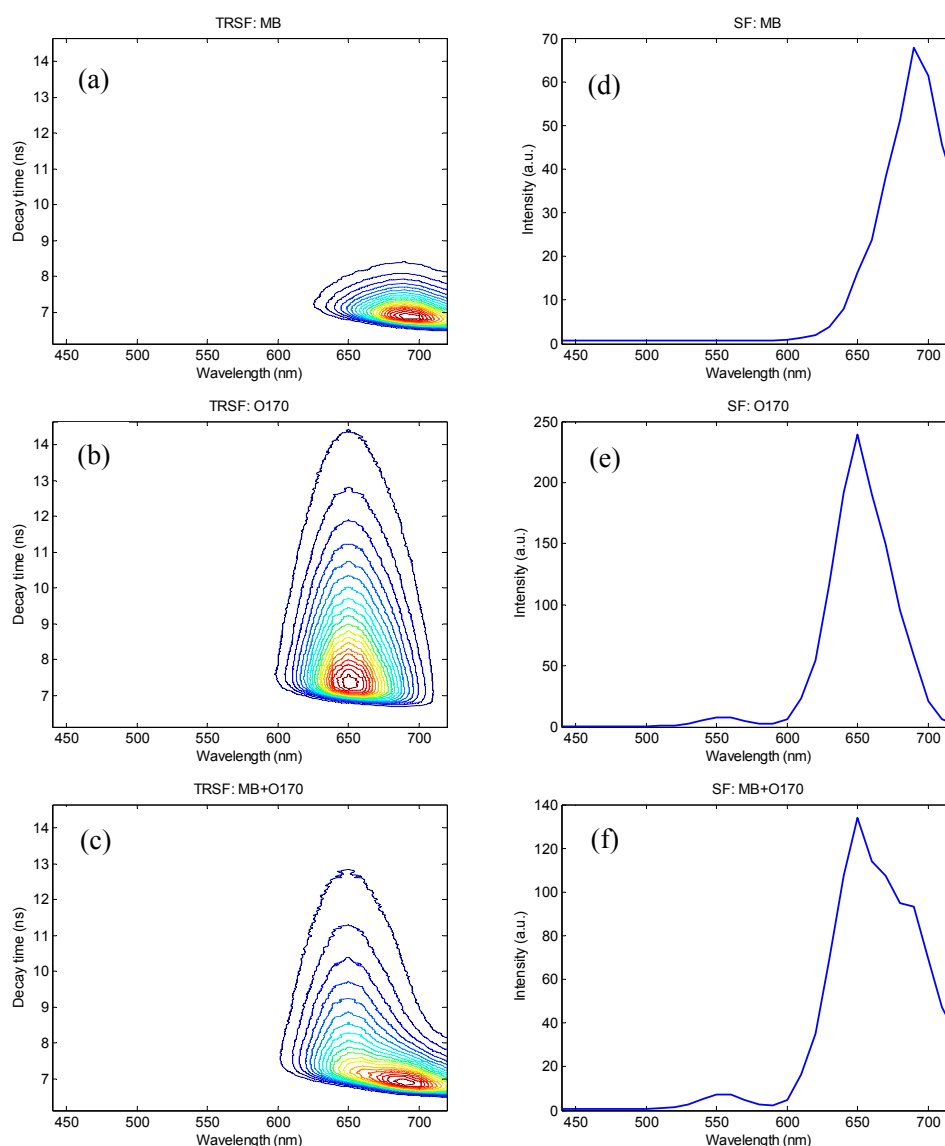 TRSF: MB
(a)
14
13
12
11
10
9
8
7
Decay time (ns)
450 500 550 600 650 700
Wavelength (nm)
SF: MB
(d)
70
60
50
40
30
20
10
0
Intensity (a.u.)
450 500 550 600 650 700
Wavelength (nm)
TRSF: O170
(b)
14
13
12
11
10
9
8
7
Decay time (ns)
450 500 550 600 650 700
Wavelength (nm)
SF: O170
(e)
250
200
150
100
50
0
Intensity (a.u.)
450 500 550 600 650 700
Wavelength (nm)
TRSF: MB+O170
(c)
14
13
12
11
10
9
8
7
Decay time (ns)
450 500 550 600 650 700
Wavelength (nm)
SF: MB+O170
(f)
140
120
100
80
60
40
20
0
Intensity (a.u.)
450 500 550 600 650 700
Wavelength (nm)